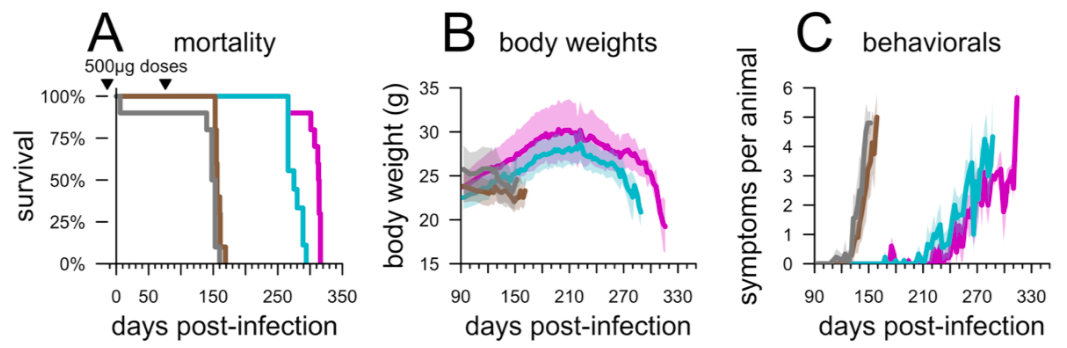 A mortality
500µg doses
100%
75%
50%
25%
0%
survival
0 50 150 250 350
days post-infection
B body weights
35
30
25
20
15
body weight (g)
90 150 210 270 330
days post-infection
C behaviorals
6
5
4
3
2
1
0
symptoms per animal
90 150 210 270 330
days post-infection